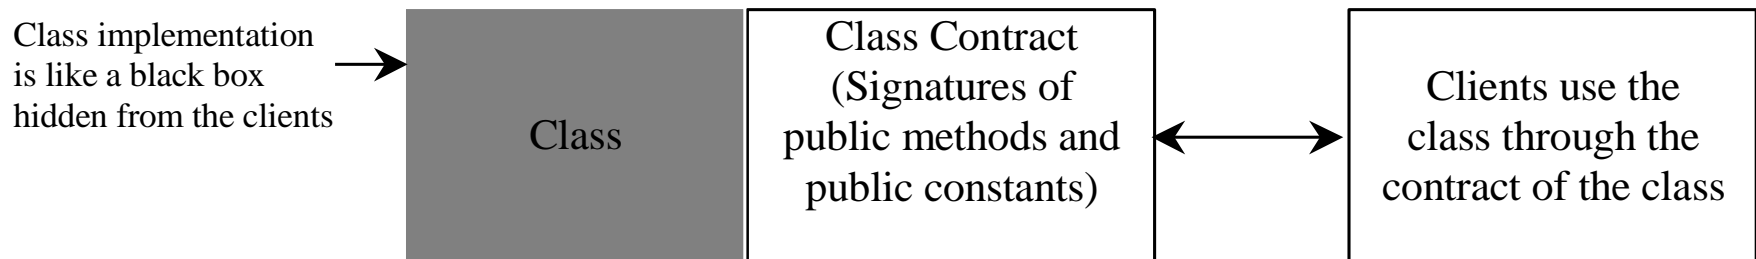 Class implementation
is like a black box
hidden from the clients
Class
Class Contract
(Signatures of
public methods and
public constants)
Clients use the
class through the
contract of the class